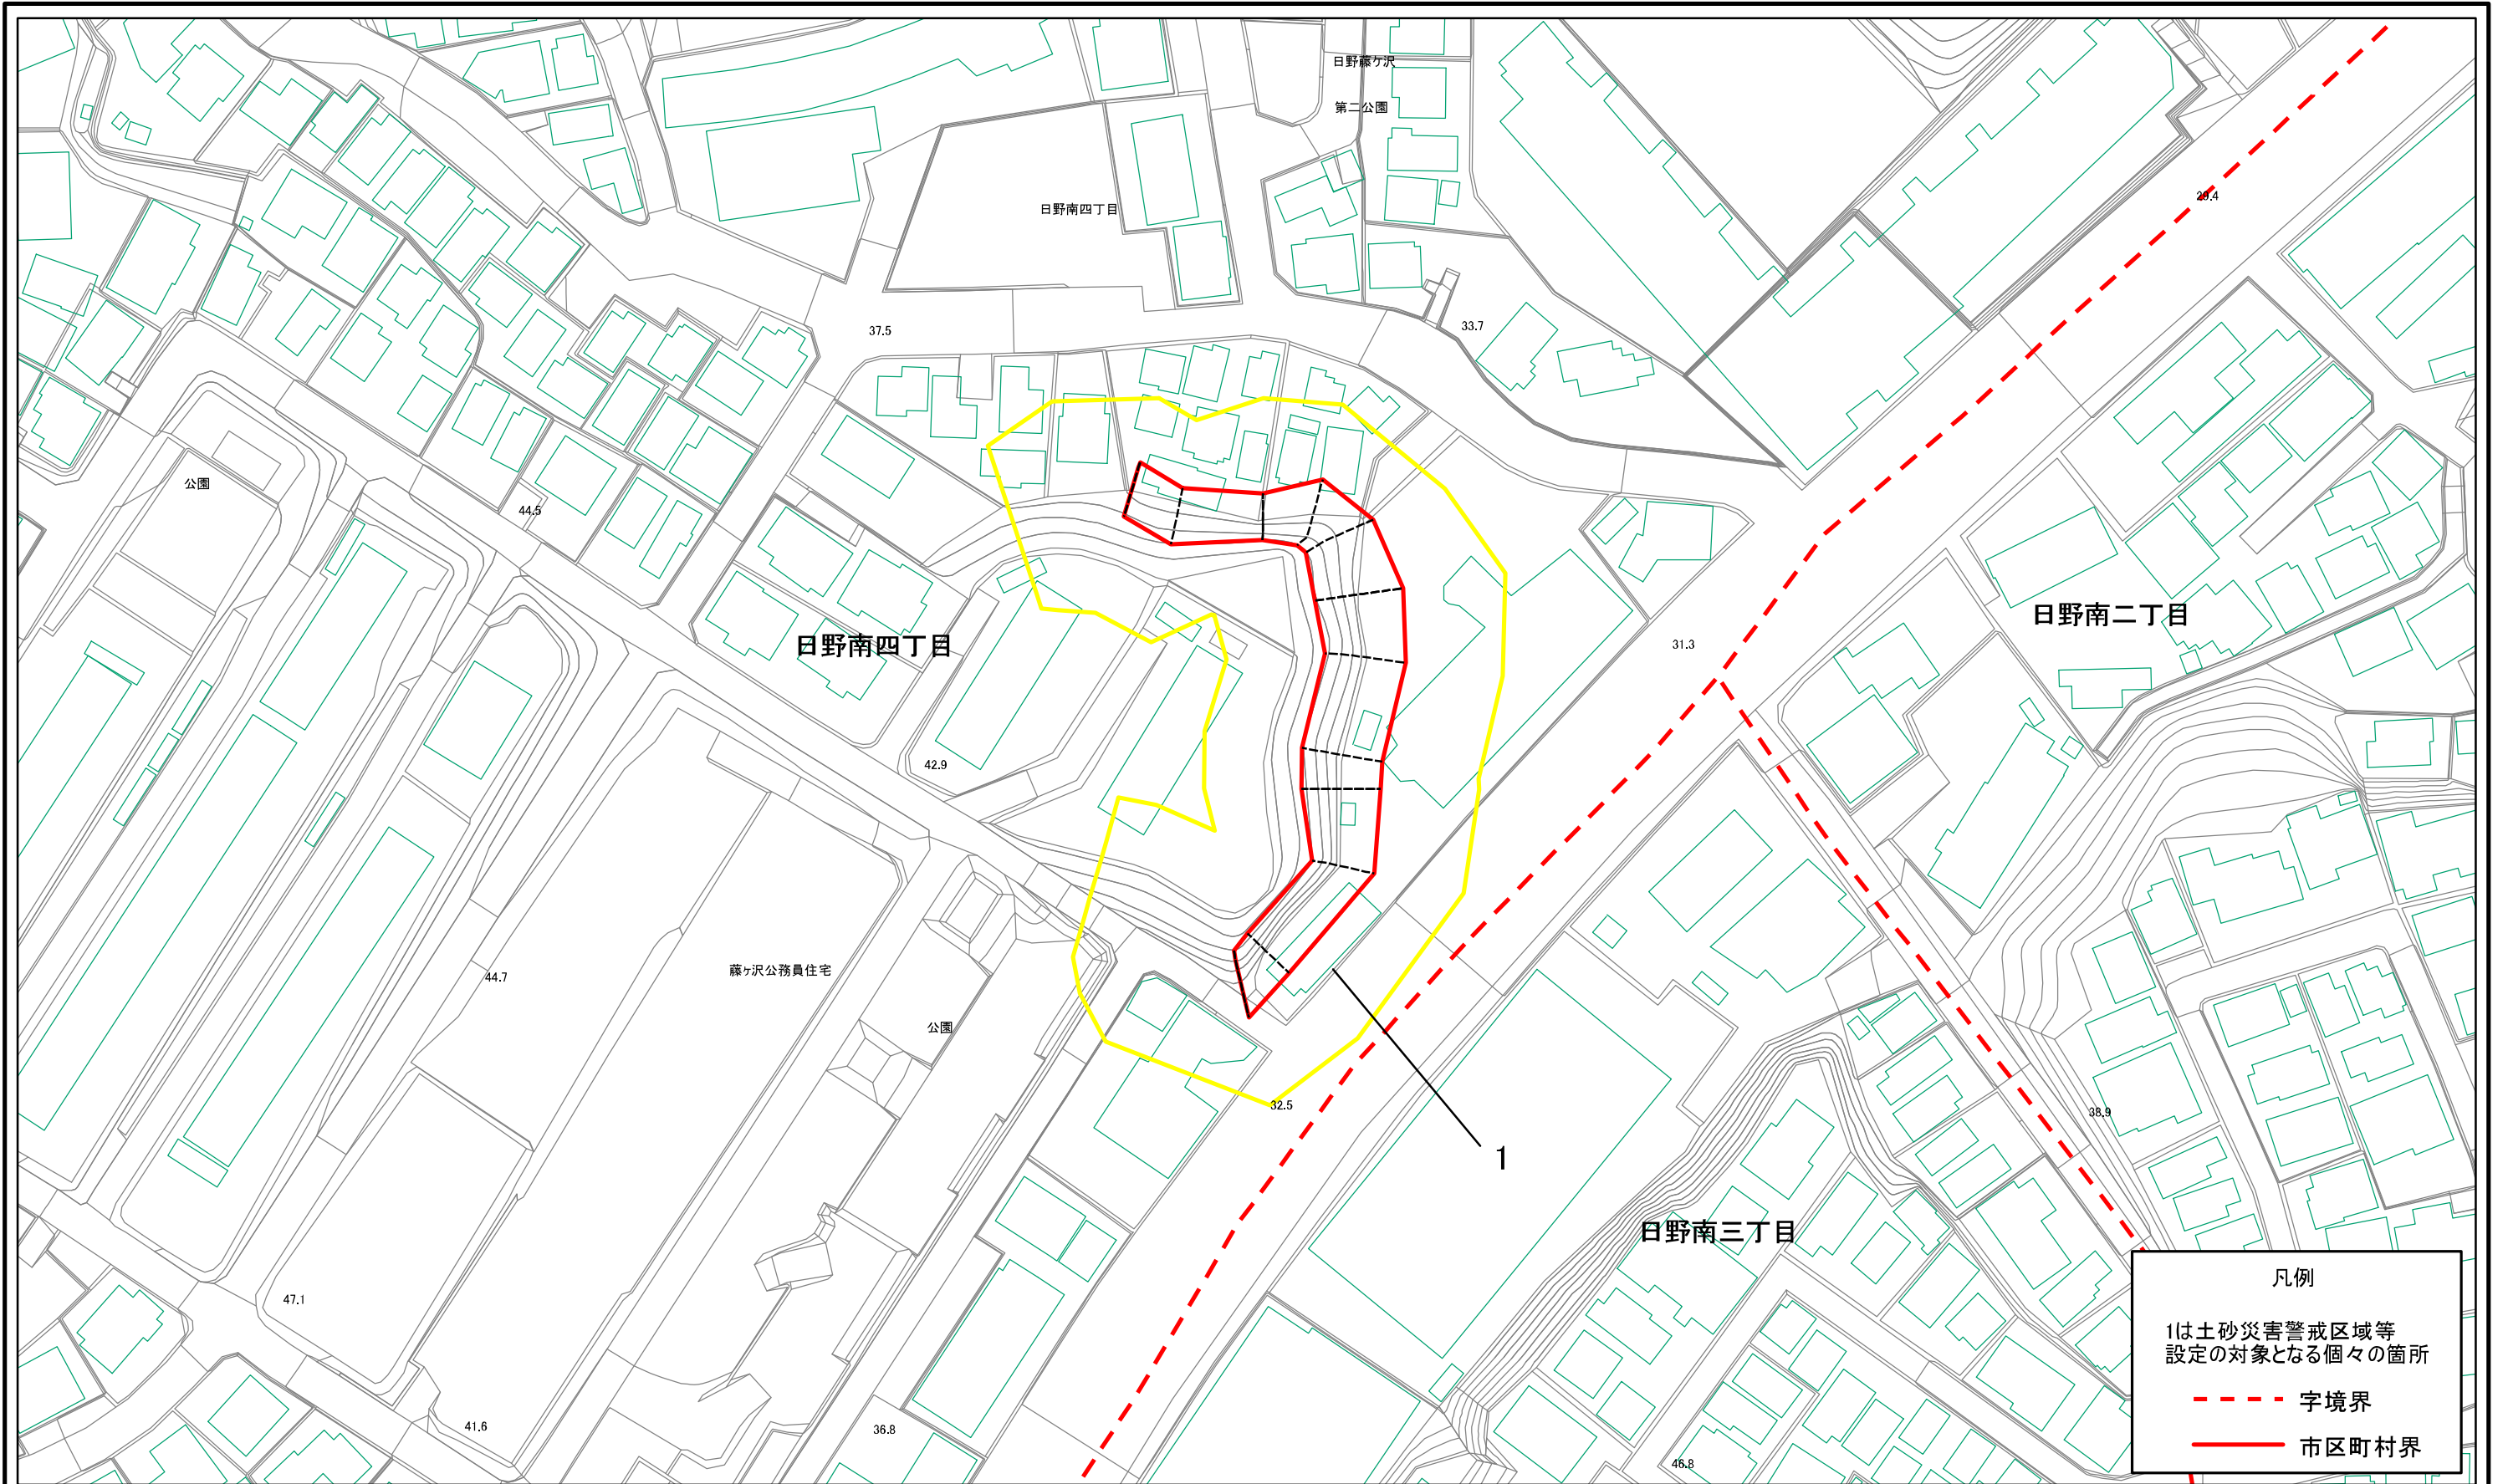 日野藤ケ沢
第二公園
29.4
日野南四丁目
37.5
33.7
公園
44.5
日野南二丁目
日野南四丁目
31.3
42.9
藤ヶ沢公務員住宅
44.7
公園
32.5
38.9
1
日野南三丁目
47.1
41.6
36.8
46.8
凡例
1は土砂災害警戒区域等
設定の対象となる個々の箇所
字境界
市区町村界